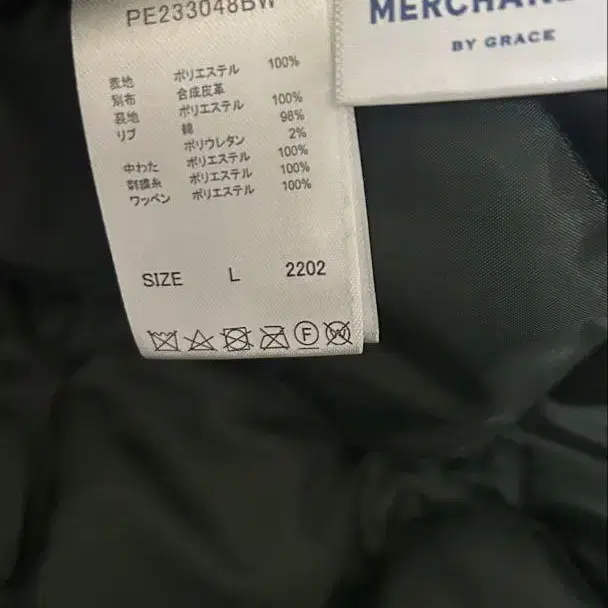 PE233048BW
表地 ポリエステル 100%
別布 合成皮革
裏地 ポリエステル 100%
リブ 綿 98%
ポリウレタン 2%
中わた ポリエステル 100%
刺繍糸 ポリエステル 100%
ワッペン ポリエステル 100%
SIZE L 2202
F W
BY GRACE